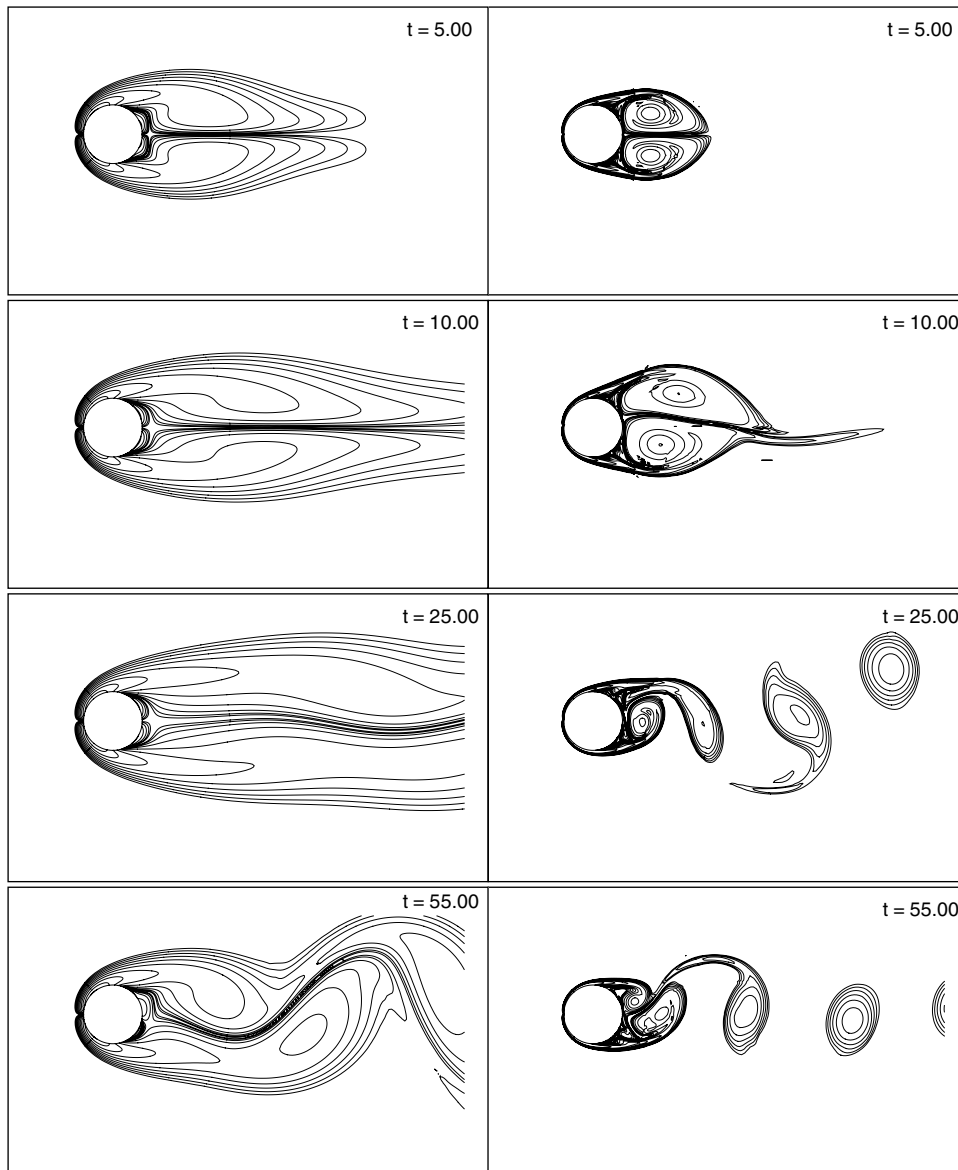 t = 5.00
t = 5.00
t = 10.00
t = 10.00
t = 25.00
t = 25.00
t = 55.00
t = 55.00